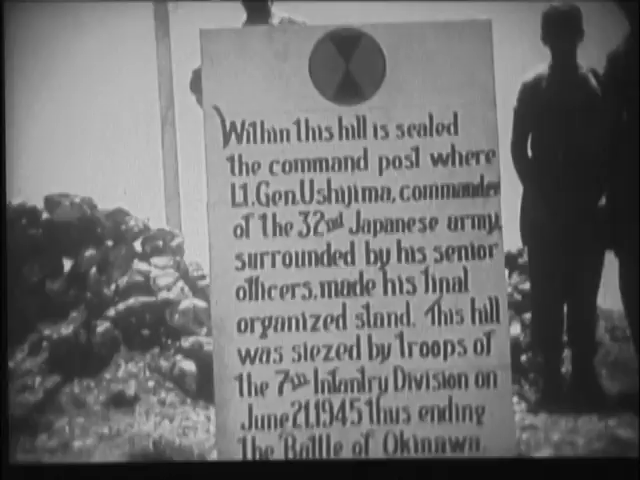 Within this hill is sealed
the command post where
Lt. Gen. Ushijima, commander
of the 32nd Japanese army,
surrounded by his senior
officers, made his final
organized stand. This hill
was siezed by troops of
the 7th Infantry Division on
June 21, 1945 thus ending
the Battle of Okinawa.